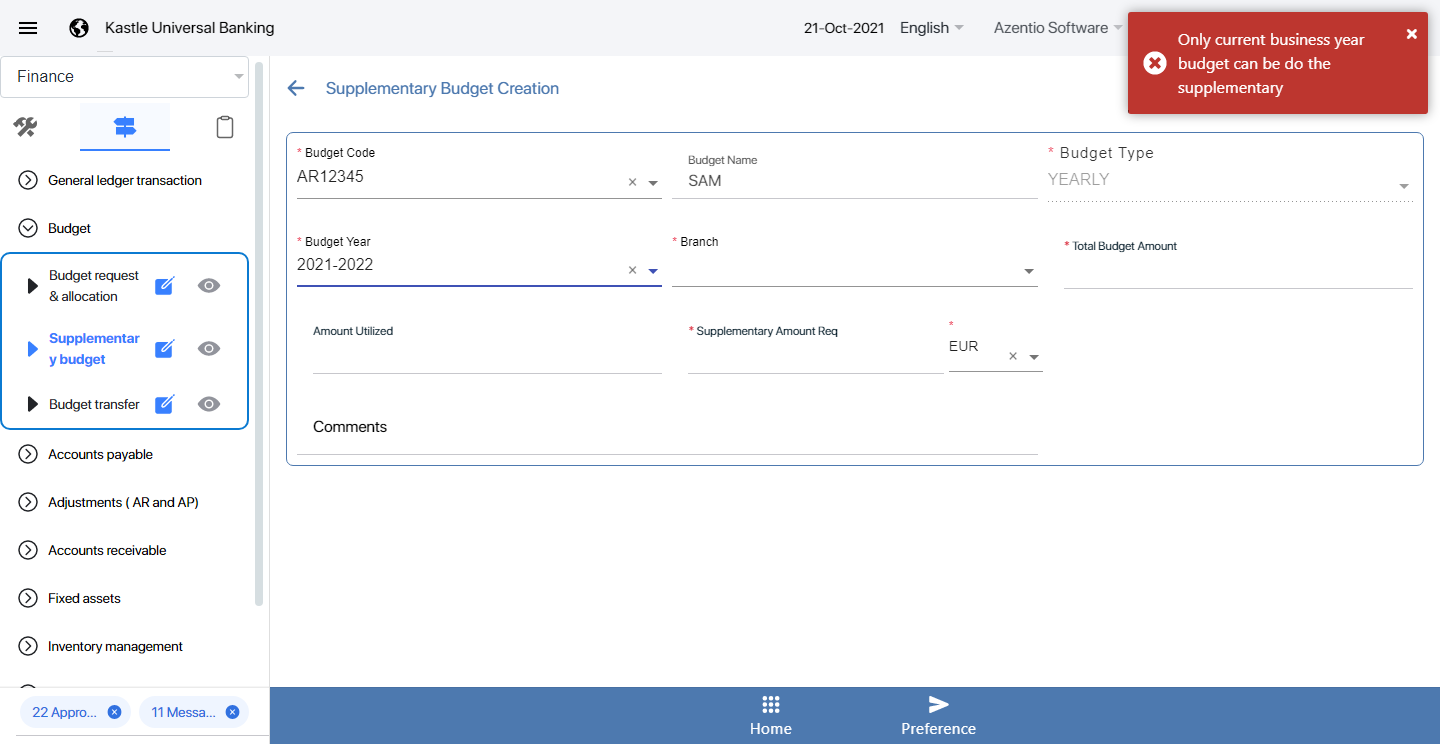 Kastle Universal Banking
21-Oct-2021
English
Azentio Software
Only current business year
budget can be do the
supplementary
Finance
General ledger transaction
Budget
Budget request
& allocation
Supplementar
y budget
Budget transfer
Accounts payable
Adjustments ( AR and AP)
Accounts receivable
Fixed assets
Inventory management
22 Appro...
11 Messa...
Supplementary Budget Creation
* Budget Code
AR12345
Budget Name
SAM
* Budget Type
YEARLY
* Budget Year
2021-2022
* Branch
* Total Budget Amount
Amount Utilized
* Supplementary Amount Req
*
EUR
Comments
Home
Preference